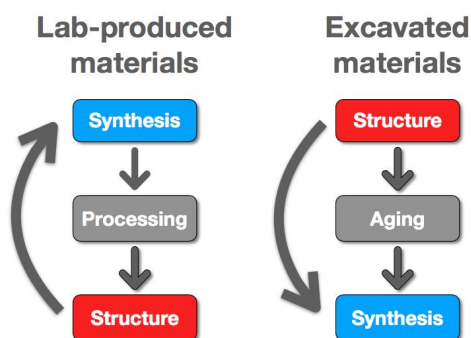 Lab-produced
materials
Synthesis
Processing
Structure
Excavated
materials
Structure
Aging
Synthesis